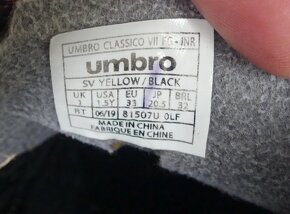 UMBRO CLASSICO VII FG - JNR
umbro
SV YELLOW/BLACK
UK USA EU JP BRL
1 1.5Y 33 20.5 32
RT 06/19 81507U 0LF
MADE IN CHINA
FABRIQUE EN CHINE